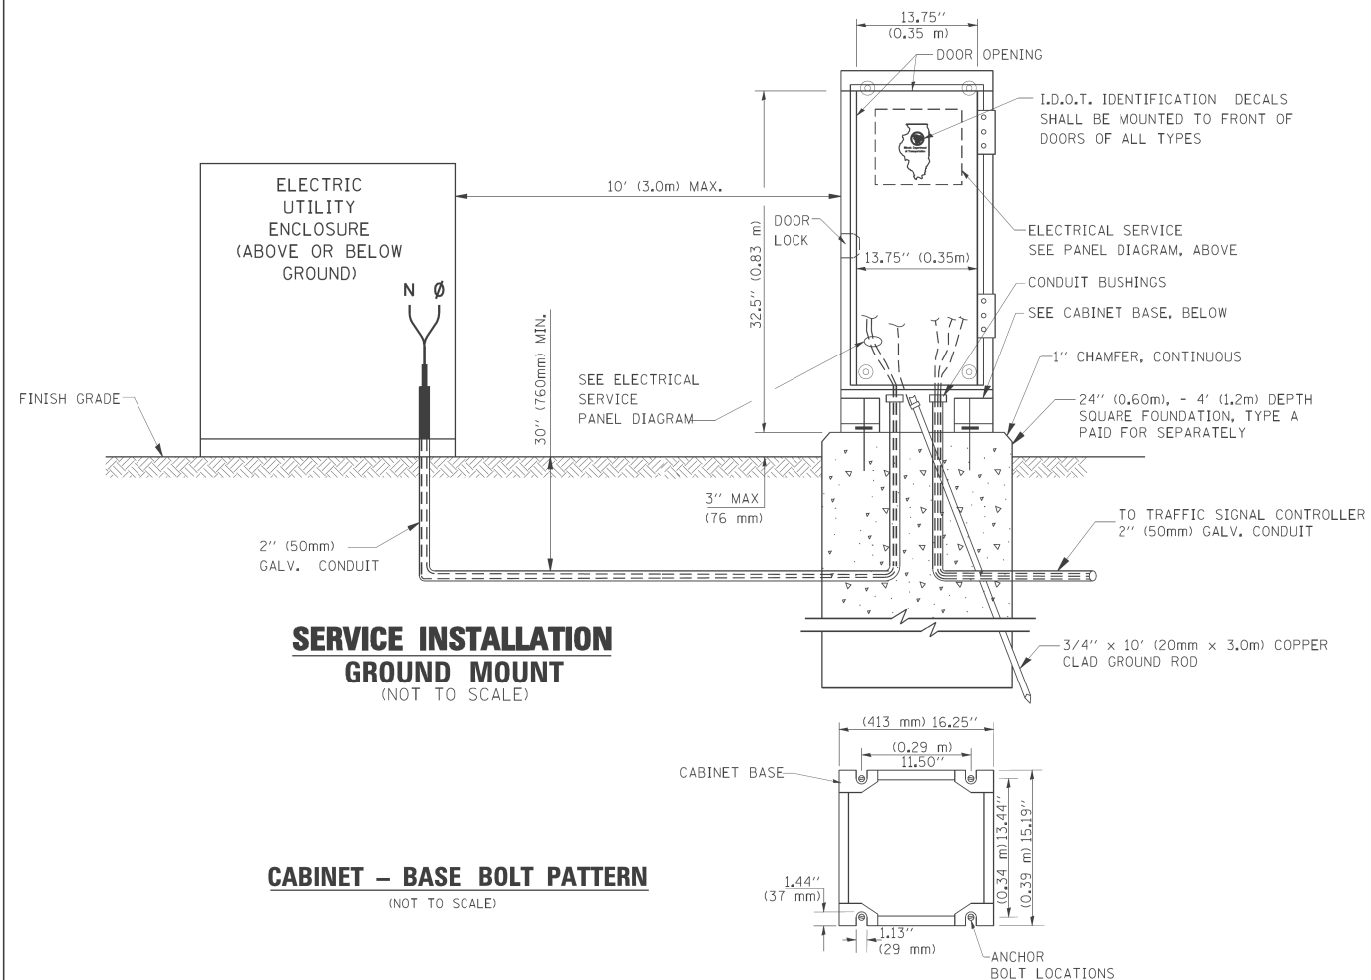 13.75''
(0.35 m)
DOOR OPENING
I.D.O.T. IDENTIFICATION DECALS
SHALL BE MOUNTED TO FRONT OF
DOORS OF ALL TYPES
Illinois Department
of Transportation
ELECTRIC
UTILITY
ENCLOSURE
(ABOVE OR BELOW
GROUND)
N Ø
10' (3.0m) MAX.
DOOR
LOCK
32.5'' (0.83 m)
13.75'' (0.35m)
ELECTRICAL SERVICE
SEE PANEL DIAGRAM, ABOVE
CONDUIT BUSHINGS
SEE CABINET BASE, BELOW
1'' CHAMFER, CONTINUOUS
24'' (0.60m), - 4' (1.2m) DEPTH
SQUARE FOUNDATION, TYPE A
PAID FOR SEPARATELY
FINISH GRADE
30'' (760mm) MIN.
SEE ELECTRICAL
SERVICE
PANEL DIAGRAM
3'' MAX
(76 mm)
2'' (50mm)
GALV. CONDUIT
TO TRAFFIC SIGNAL CONTROLLER
2'' (50mm) GALV. CONDUIT
3/4'' x 10' (20mm x 3.0m) COPPER
CLAD GROUND ROD
SERVICE INSTALLATION
GROUND MOUNT
(NOT TO SCALE)
(413 mm) 16.25''
(0.29 m)
11.50''
CABINET BASE
(0.34 m) 13.44''
(0.39 m) 15.19''
1.44''
(37 mm)
1.13''
(29 mm)
ANCHOR
BOLT LOCATIONS
CABINET – BASE BOLT PATTERN
(NOT TO SCALE)